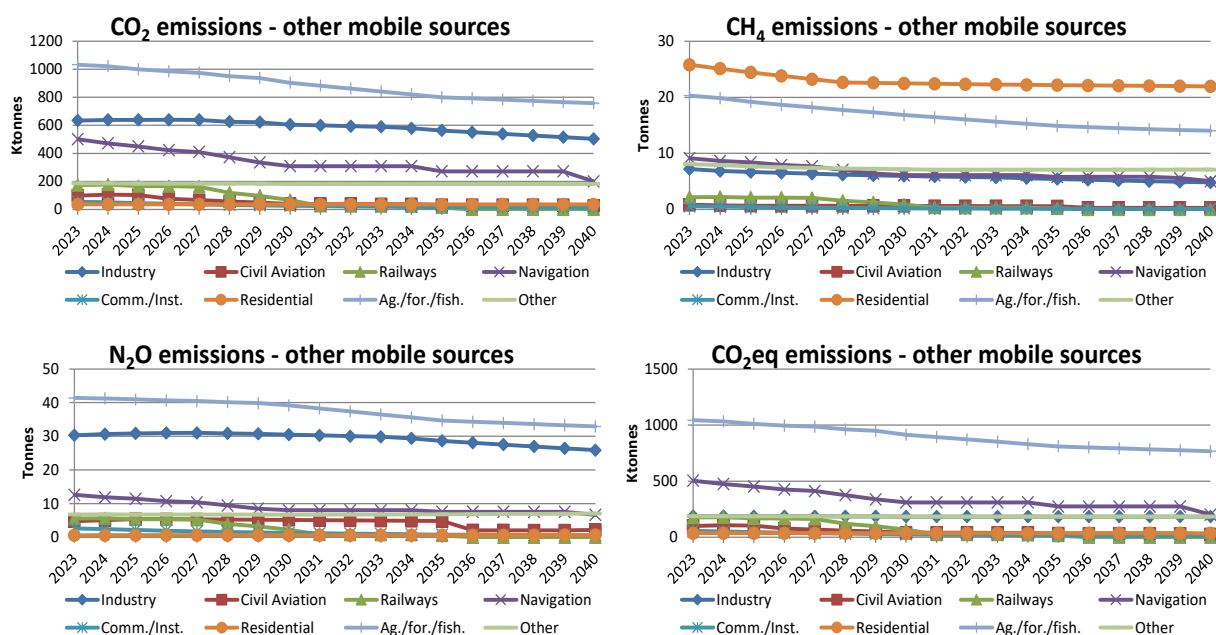 CO₂ emissions - other mobile sources
Ktonnes
1200
1000
800
600
400
200
0
2023 2024 2025 2026 2027 2028 2029 2030 2031 2032 2033 2034 2035 2036 2037 2038 2039 2040
Industry Civil Aviation Railways Navigation
Comm./Inst. Residential Ag./for./fish. Other
CH₄ emissions - other mobile sources
Tonnes
30
20
10
0
2023 2024 2025 2026 2027 2028 2029 2030 2031 2032 2033 2034 2035 2036 2037 2038 2039 2040
Industry Civil Aviation Railways Navigation
Comm./Inst. Residential Ag./for./fish. Other
N₂O emissions - other mobile sources
Tonnes
50
40
30
20
10
0
2023 2024 2025 2026 2027 2028 2029 2030 2031 2032 2033 2034 2035 2036 2037 2038 2039 2040
Industry Civil Aviation Railways Navigation
Comm./Inst. Residential Ag./for./fish. Other
CO₂eq emissions - other mobile sources
Ktonnes
1500
1000
500
0
2023 2024 2025 2026 2027 2028 2029 2030 2031 2032 2033 2034 2035 2036 2037 2038 2039 2040
Industry Civil Aviation Railways Navigation
Comm./Inst. Residential Ag./for./fish. Other